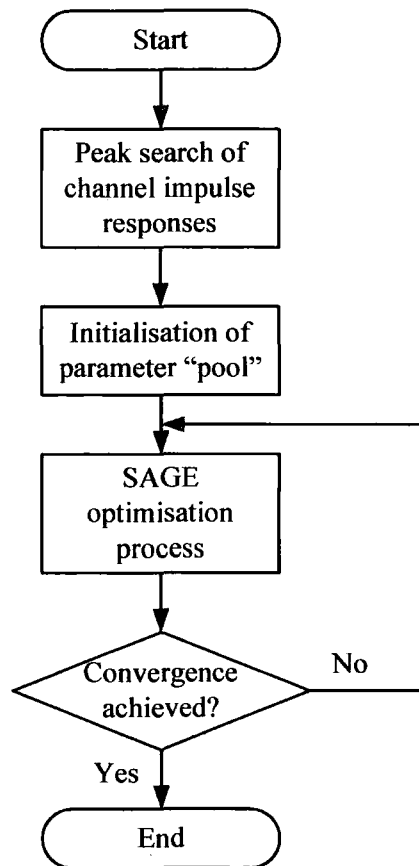 Start
Peak search of
channel impulse
responses
Initialisation of
parameter “pool”
SAGE
optimisation
process
Convergence
achieved?
No
Yes
End